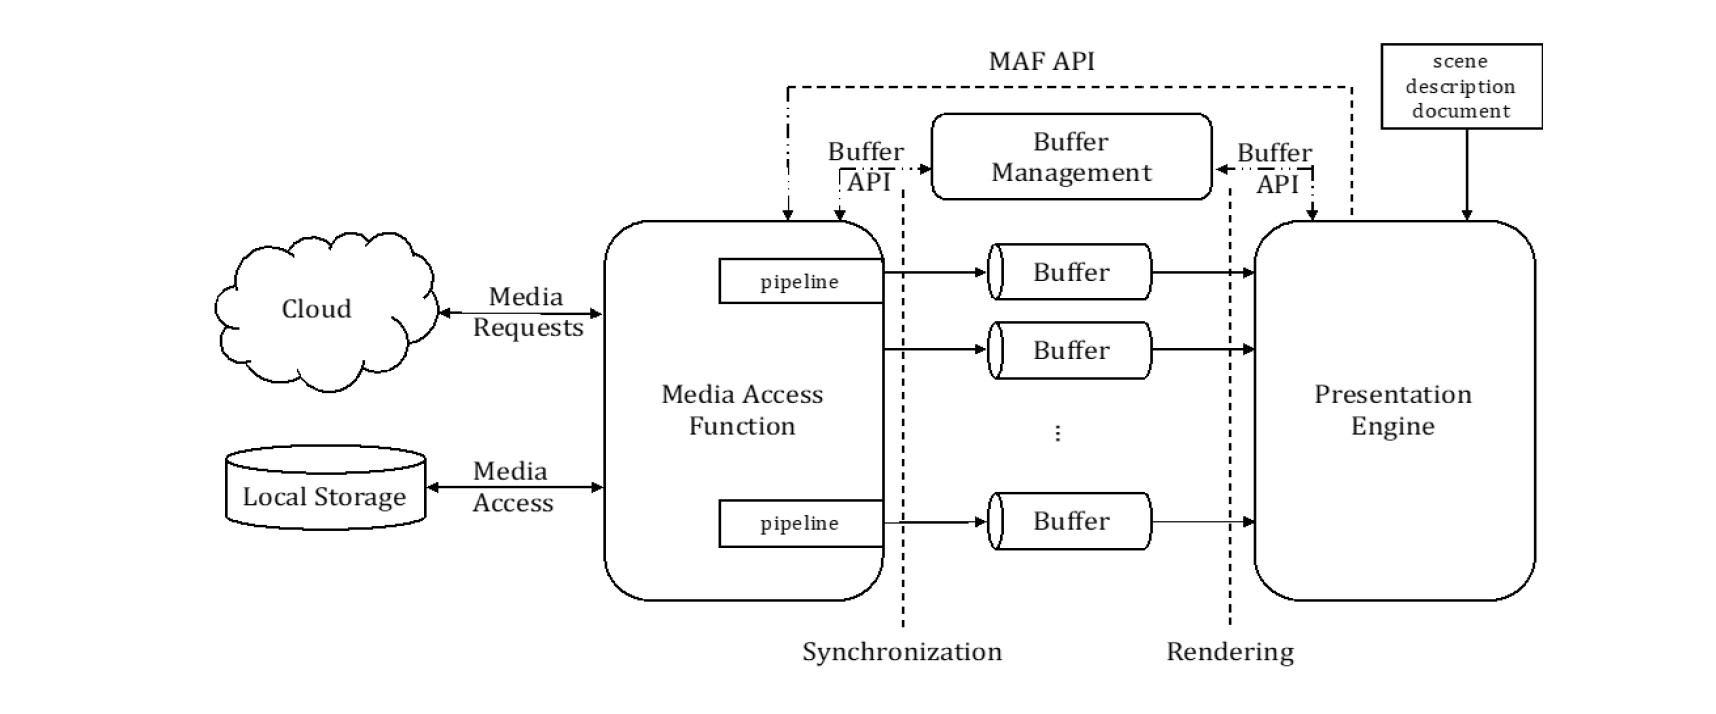 MAF API
scene
description
document
Buffer
Management
Buffer
API
Buffer
API
Cloud
Media
Requests
pipeline
Buffer
Buffer
Media Access
Function
Presentation
Engine
⋮
Local Storage
Media
Access
pipeline
Buffer
Synchronization
Rendering